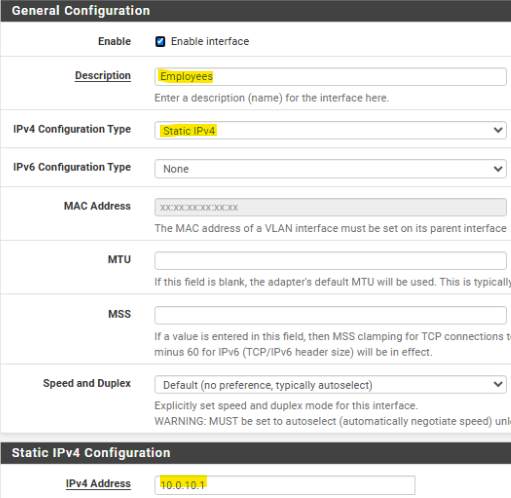 General Configuration
Enable Enable interface
Description Employees
Enter a description (name) for the interface here.
IPv4 Configuration Type Static IPv4
IPv6 Configuration Type None
MAC Address xx:xx:xx:xx:xx:xx
The MAC address of a VLAN interface must be set on its parent interface
MTU
If this field is blank, the adapter's default MTU will be used. This is typically
MSS
If a value is entered in this field, then MSS clamping for TCP connections
minus 60 for IPv6 (TCP/IPv6 header size) will be in effect.
Speed and Duplex Default (no preference, typically autoselect)
Explicitly set speed and duplex mode for this interface.
WARNING: MUST be set to autoselect (automatically negotiate speed)
Static IPv4 Configuration
IPv4 Address 10.0.10.1